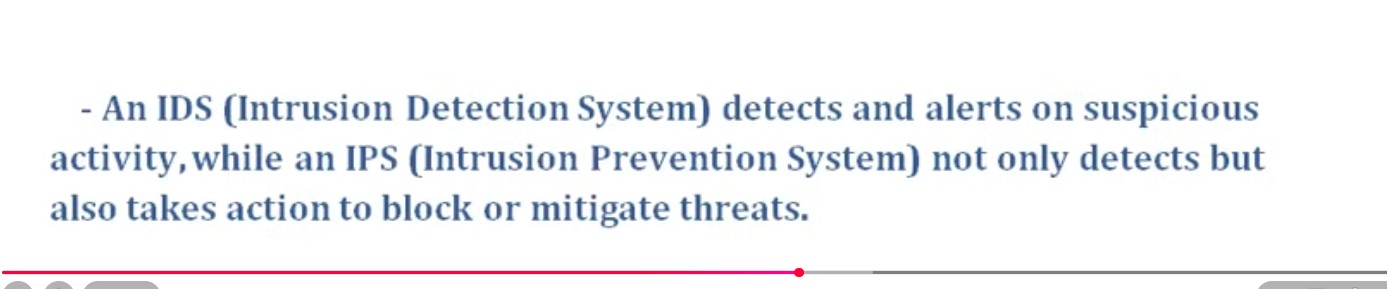 - An IDS (Intrusion Detection System) detects and alerts on suspicious
activity, while an IPS (Intrusion Prevention System) not only detects but
also takes action to block or mitigate threats.